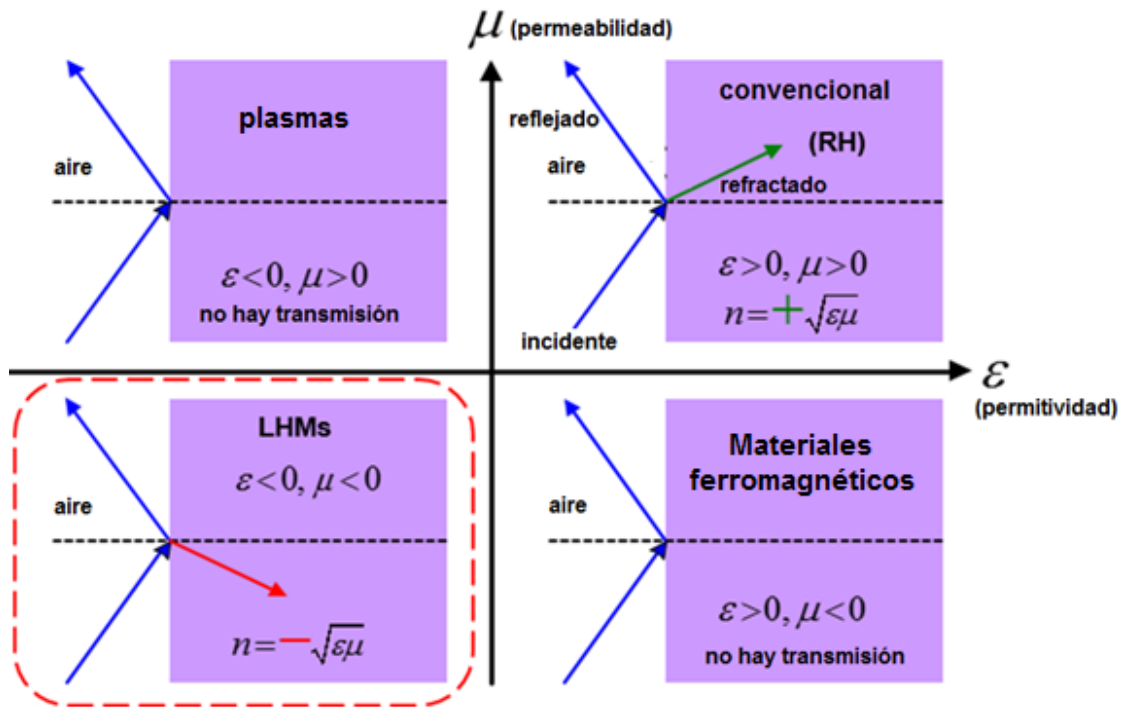 μ (permeabilidad)
plasmas
aire
ε<0, μ>0
no hay transmisión
convencional
reflejado
(RH)
aire
refractado
ε>0, μ>0
n=+√εμ
incidente
ε
(permitividad)
LHMs
ε<0, μ<0
aire
n=−√εμ
Materiales
ferromagnéticos
aire
ε>0, μ<0
no hay transmisión